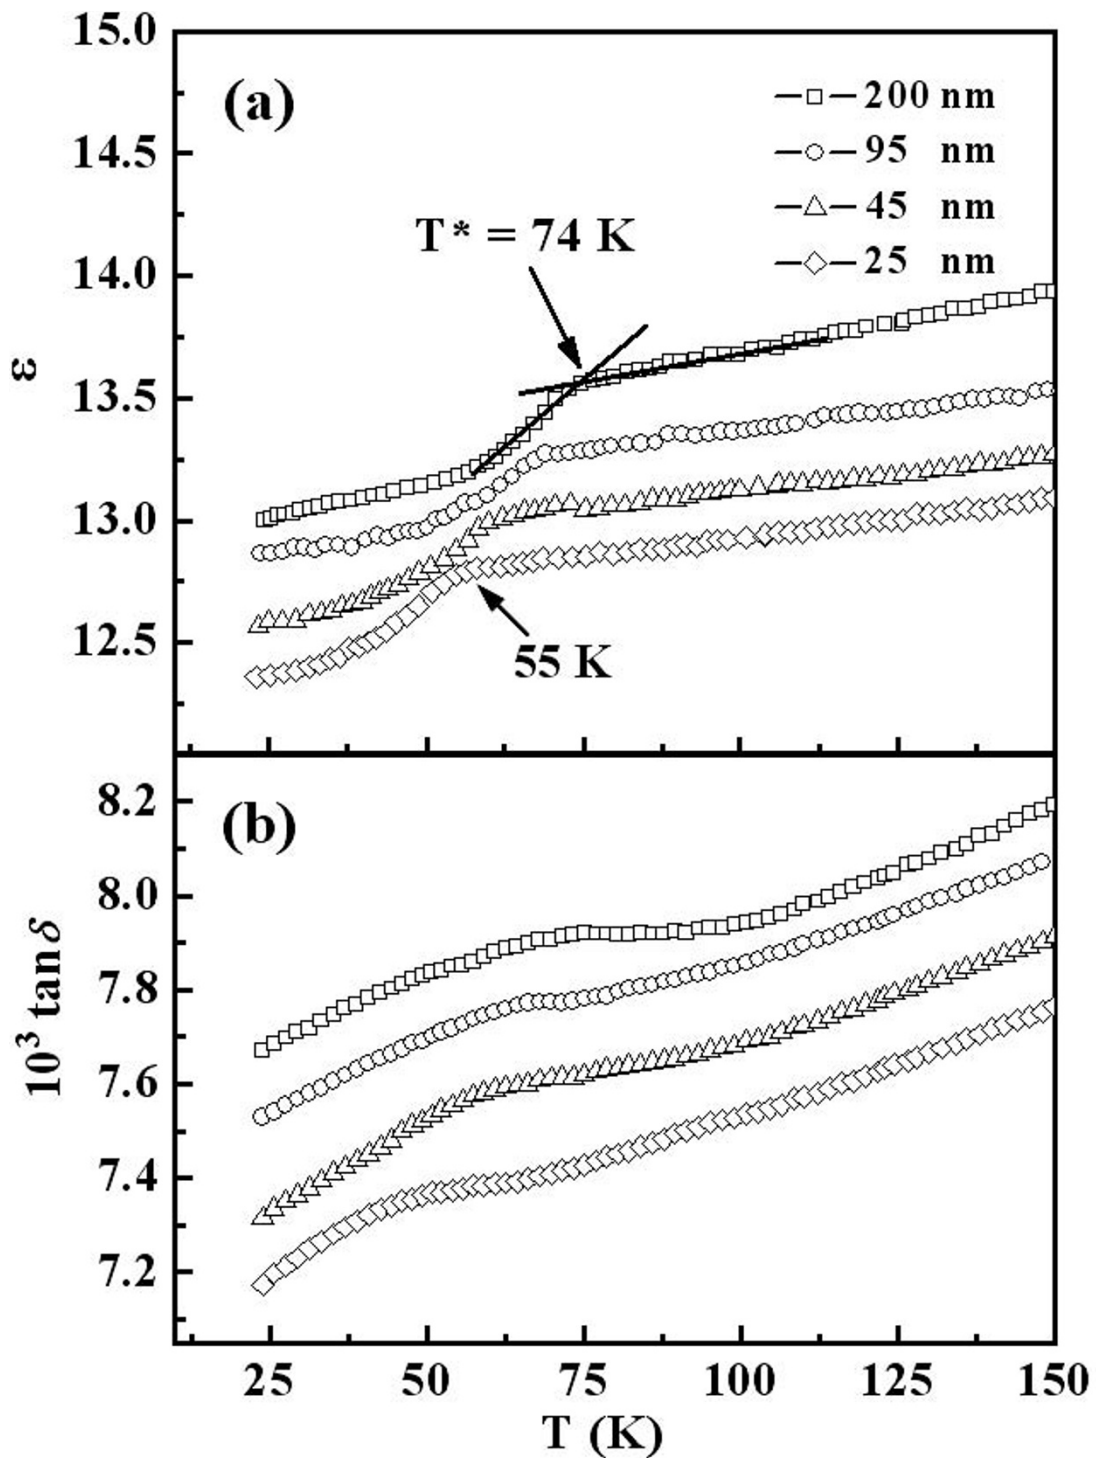 15.0
(a)
200 nm
14.5
95 nm
45 nm
T* = 74 K
25 nm
14.0
ε
13.5
13.0
12.5
55 K
8.2
(b)
8.0
10³ tanδ
7.8
7.6
7.4
7.2
25 50 75 100 125 150
T (K)